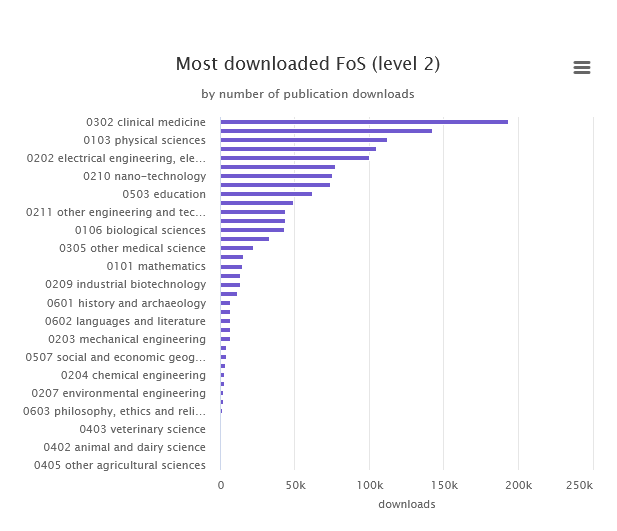 Most downloaded FoS (level 2)
by number of publication downloads
0302 clinical medicine
0103 physical sciences
0202 electrical engineering, ele...
0210 nano-technology
0503 education
0211 other engineering and tec...
0106 biological sciences
0305 other medical science
0101 mathematics
0209 industrial biotechnology
0601 history and archaeology
0602 languages and literature
0203 mechanical engineering
0507 social and economic geog...
0204 chemical engineering
0207 environmental engineering
0603 philosophy, ethics and reli...
0403 veterinary science
0402 animal and dairy science
0405 other agricultural sciences
0 50k 100k 150k 200k 250k
downloads